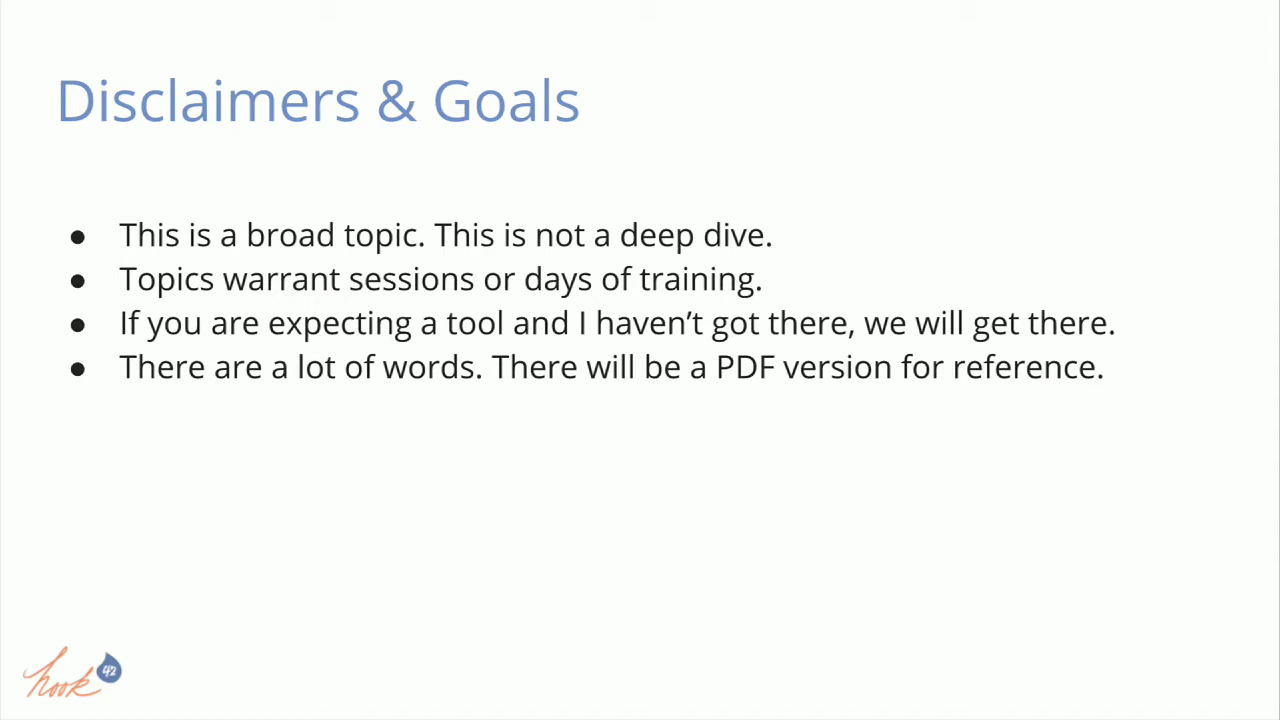 Disclaimers & Goals
● This is a broad topic. This is not a deep dive.
● Topics warrant sessions or days of training.
● If you are expecting a tool and I haven’t got there, we will get there.
● There are a lot of words. There will be a PDF version for reference.
hook 42